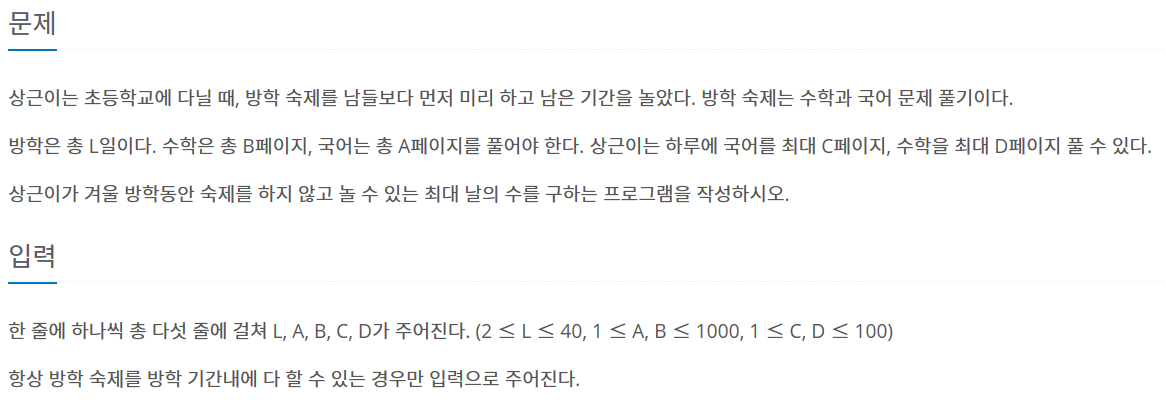 문제
상근이는 초등학교에 다닐 때, 방학 숙제를 남들보다 먼저 미리 하고 남은 기간을 놀았다. 방학 숙제는 수학과 국어 문제 풀기이다.
방학은 총 L일이다. 수학은 총 B페이지, 국어는 총 A페이지를 풀어야 한다. 상근이는 하루에 국어를 최대 C페이지, 수학을 최대 D페이지 풀 수 있다.
상근이가 겨울 방학동안 숙제를 하지 않고 놀 수 있는 최대 날의 수를 구하는 프로그램을 작성하시오.
입력
한 줄에 하나씩 총 다섯 줄에 걸쳐 L, A, B, C, D가 주어진다. (2 ≤ L ≤ 40, 1 ≤ A, B ≤ 1000, 1 ≤ C, D ≤ 100)
항상 방학 숙제를 방학 기간내에 다 할 수 있는 경우만 입력으로 주어진다.